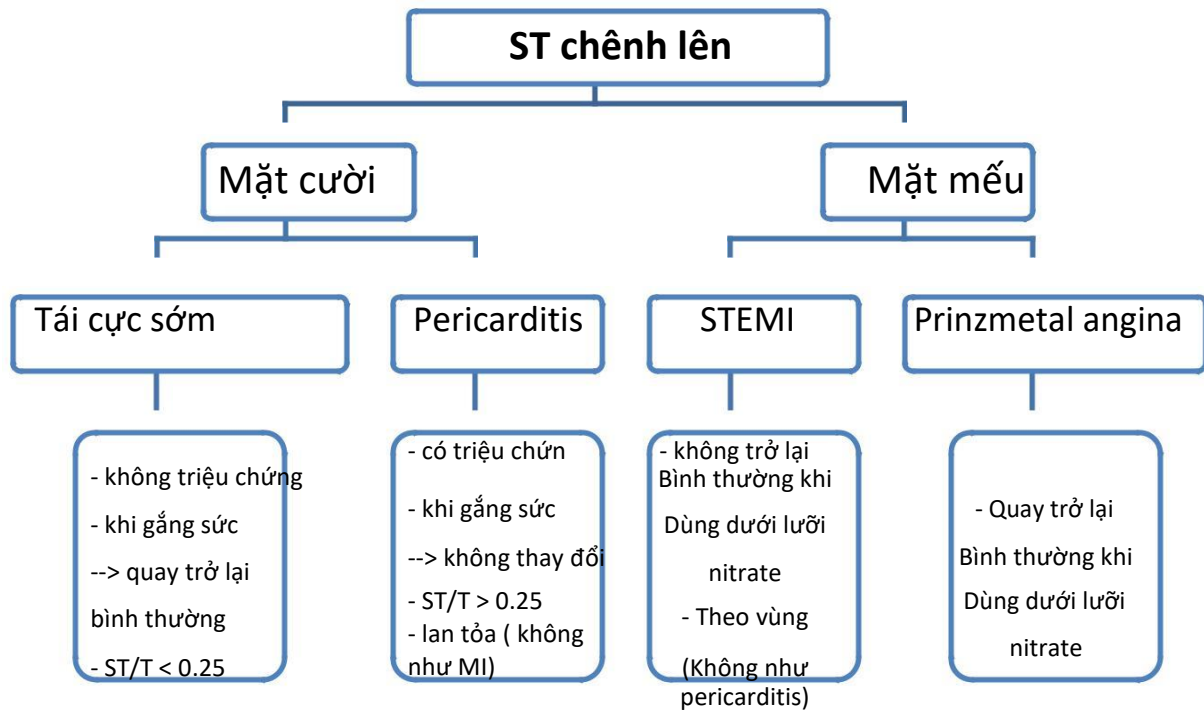 ST chênh lên
Mặt cười
Mặt mếu
Tái cực sớm
Pericarditis
STEMI
Prinzmetal angina
- không triệu chứng
- khi gắng sức
--> quay trở lại
bình thường
- ST/T < 0.25
- có triệu chứn
- khi gắng sức
--> không thay đổi
- ST/T > 0.25
- lan tỏa ( không
như MI)
- không trở lại
Bình thường khi
Dùng dưới lưỡi
nitrate
- Theo vùng
(Không như
pericarditis)
- Quay trở lại
Bình thường khi
Dùng dưới lưỡi
nitrate